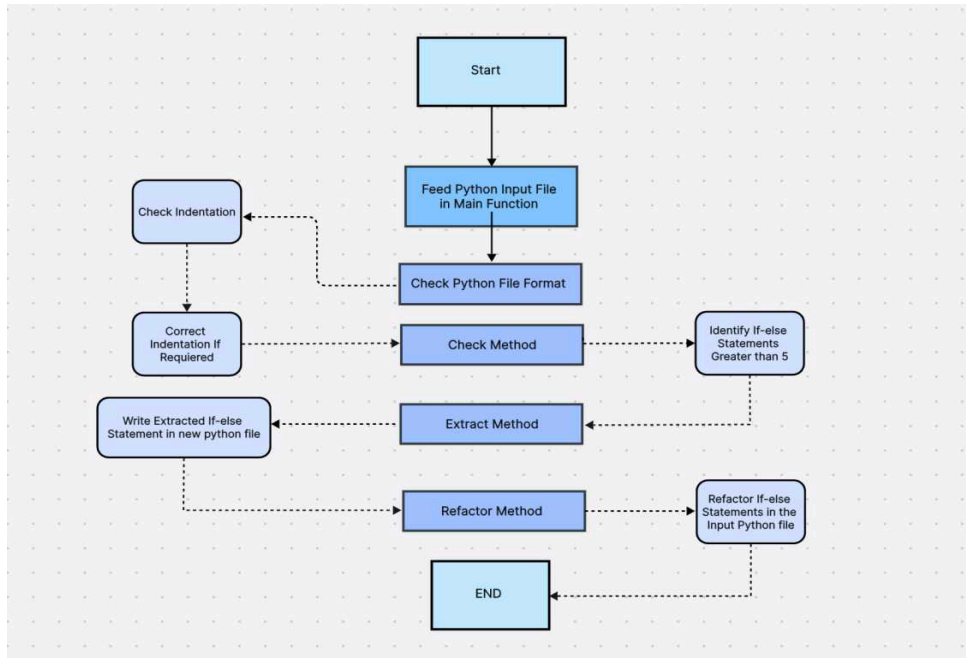 Start
Feed Python Input File
in Main Function
Check Indentation
Check Python File Format
Correct
Indentation If
Requiered
Check Method
Identify If-else
Statements
Greater than 5
Write Extracted If-else
Statement in new python file
Extract Method
Refactor Method
Refactor If-else
Statements in the
Input Python file
END